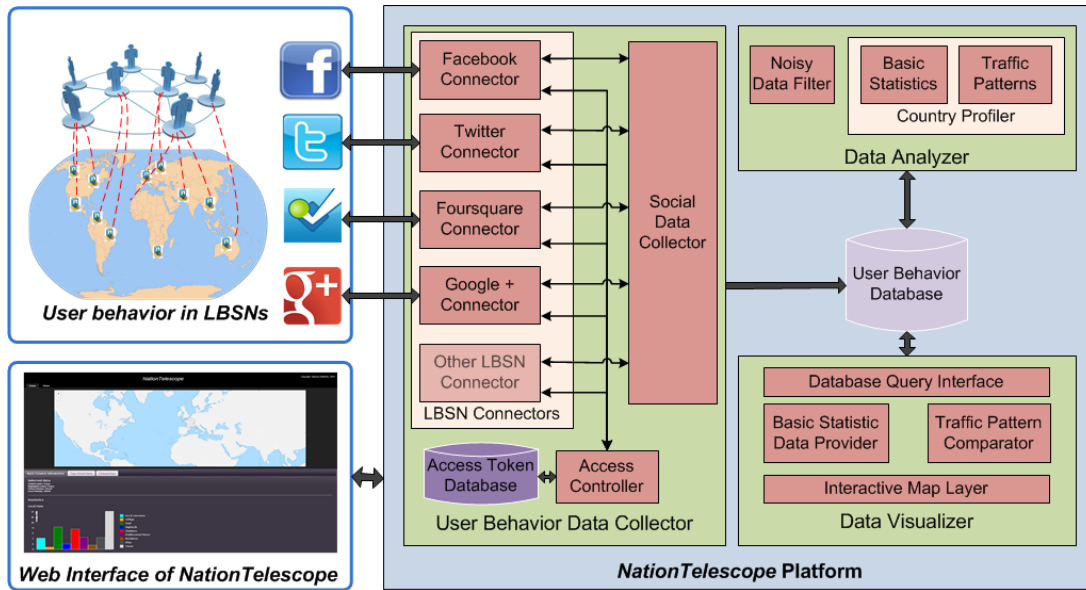 User behavior in LBSNs
f
t
g+
NationTelescope
Web Interface of NationTelescope
Facebook
Connector
Twitter
Connector
Foursquare
Connector
Google +
Connector
Other LBSN
Connector
LBSN Connectors
Social
Data
Collector
Access Token
Database
Access
Controller
User Behavior Data Collector
Noisy
Data Filter
Basic
Statistics
Traffic
Patterns
Country Profiler
Data Analyzer
User Behavior
Database
Database Query Interface
Basic Statistic
Data Provider
Traffic Pattern
Comparator
Interactive Map Layer
Data Visualizer
NationTelescope Platform